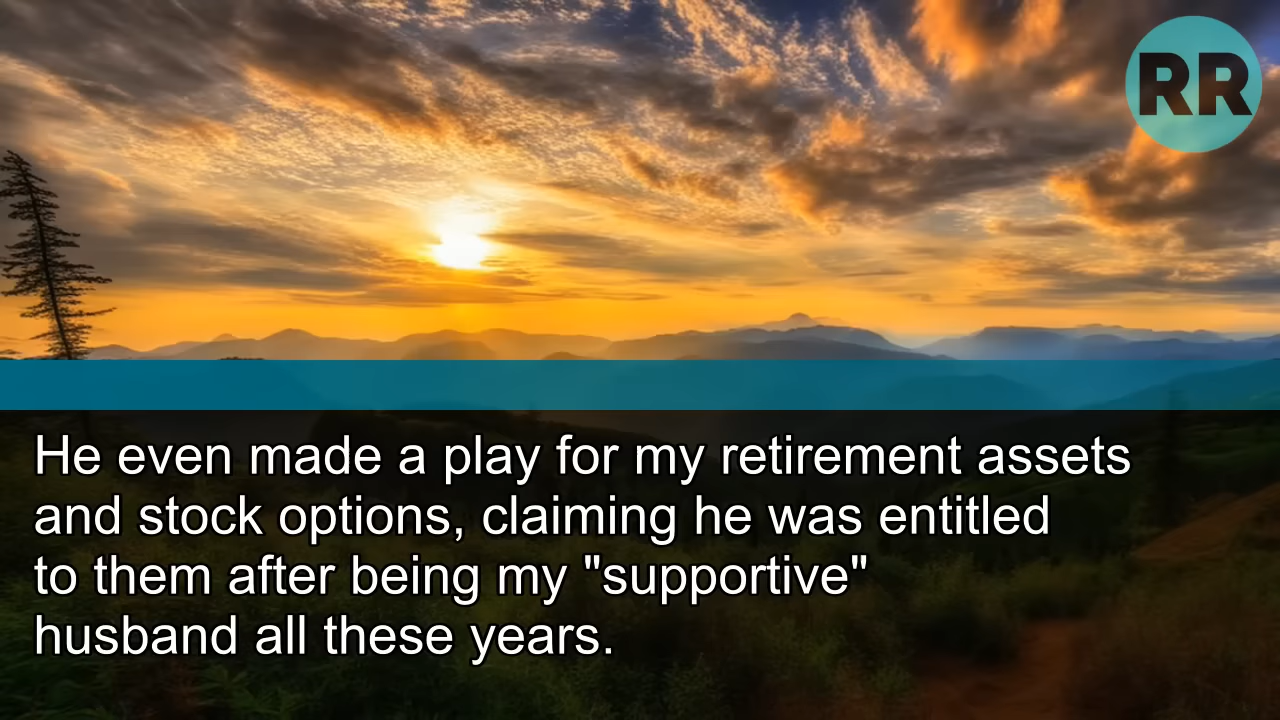 RR
He even made a play for my retirement assets
and stock options, claiming he was entitled
to them after being my "supportive"
husband all these years.